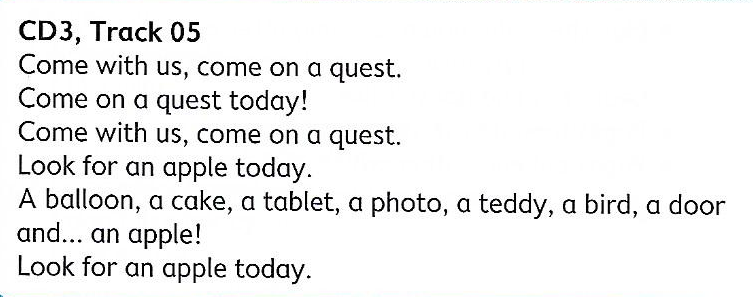 CD3, Track 05
Come with us, come on a quest.
Come on a quest today!
Come with us, come on a quest.
Look for an apple today.
A balloon, a cake, a tablet, a photo, a teddy, a bird, a door
and... an apple!
Look for an apple today.